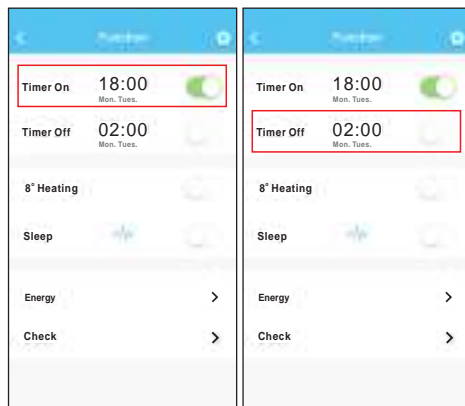 Timer On 18:00
Mon. Tues.
Timer Off 02:00
Mon. Tues.
8° Heating
Sleep
Energy
Check
Timer On 18:00
Mon. Tues.
Timer Off 02:00
Mon. Tues.
8° Heating
Sleep
Energy
Check